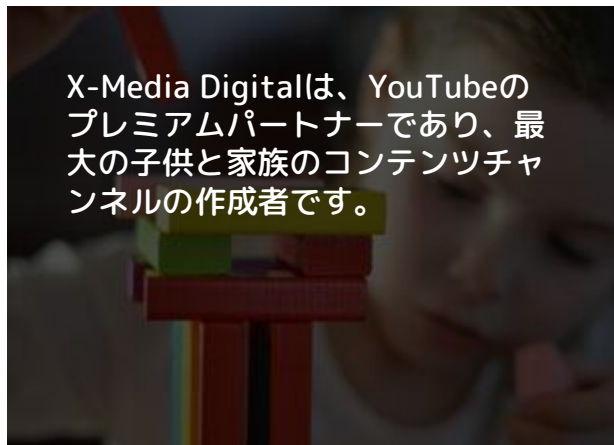 X-Media Digitalは、YouTubeの
プレミアムパートナーであり、最
大の子供と家族のコンテンツチャ
ンネルの作成者です。